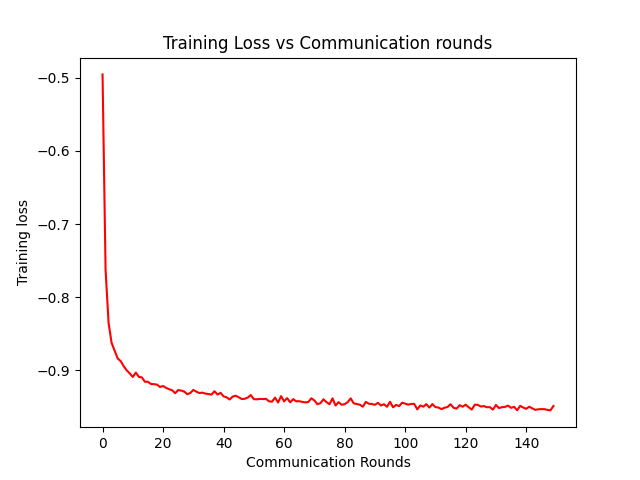 Training Loss vs Communication rounds
−0.5
−0.6
−0.7
−0.8
−0.9
Training loss
0 20 40 60 80 100 120 140
Communication Rounds